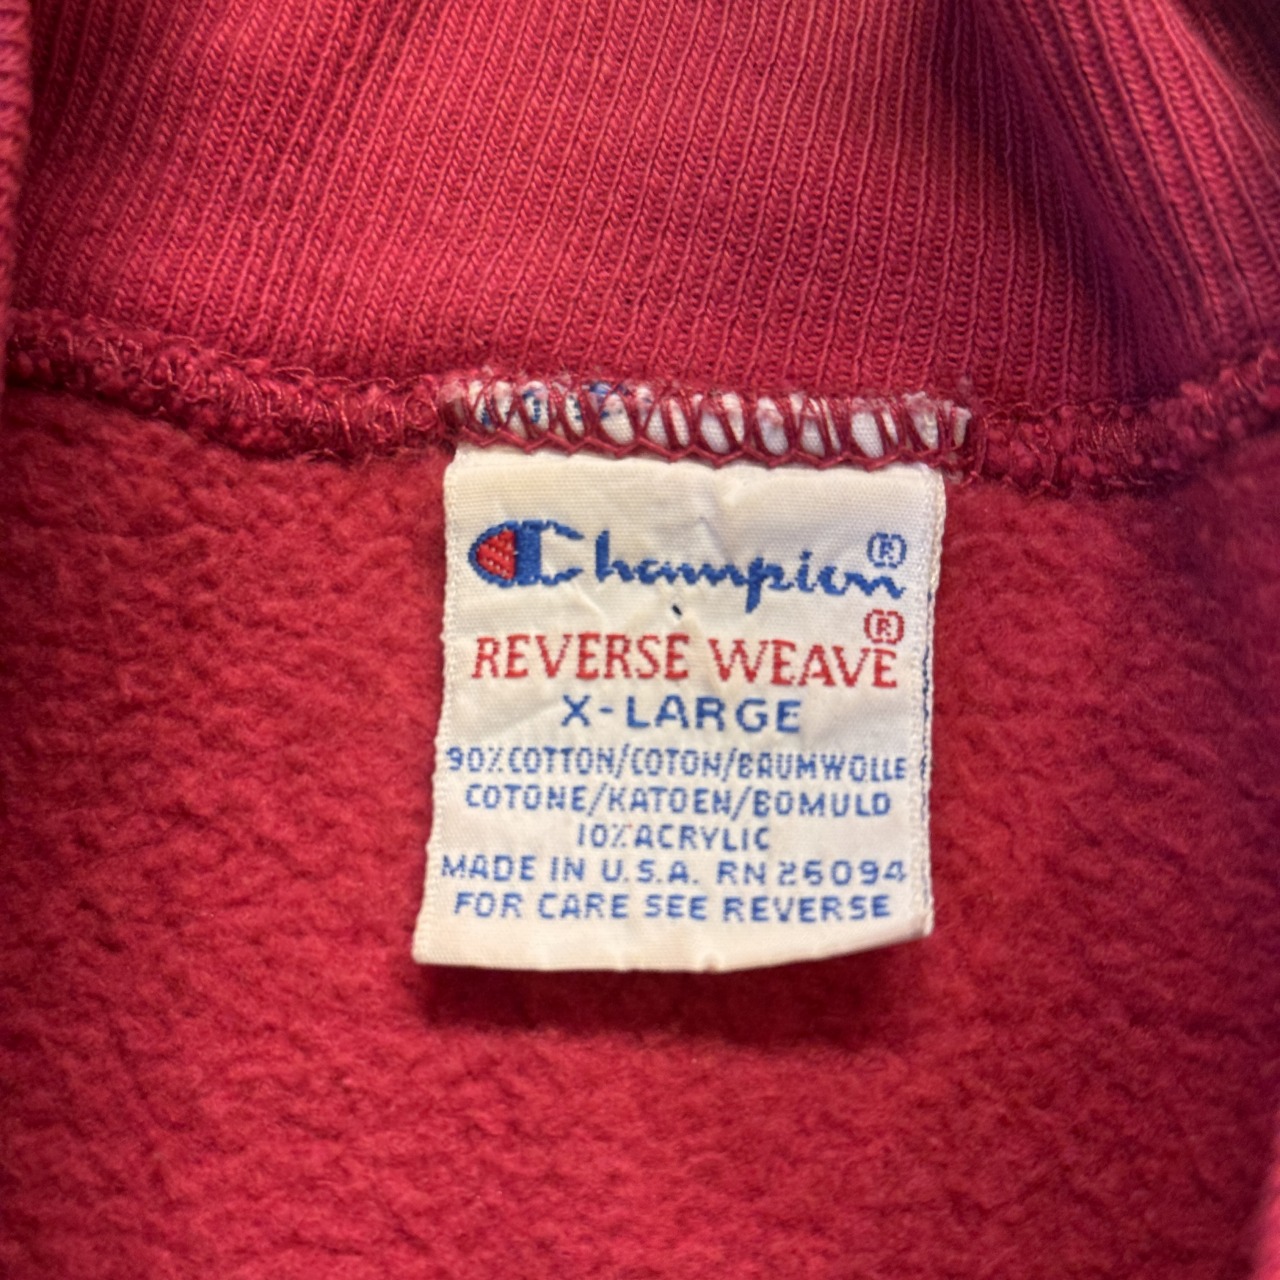 Champion®
REVERSE WEAVE®
X-LARGE
90% COTTON/COTON/BAUMWOLLE
COTONE/KATOEN/BOMULD
10% ACRYLIC
MADE IN U.S.A. RN 26094
FOR CARE SEE REVERSE